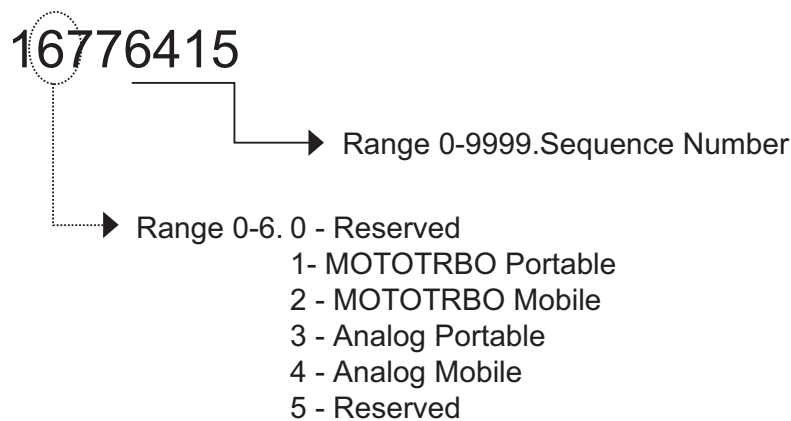 16776415
Range 0-9999.Sequence Number
Range 0-6. 0 - Reserved
1- MOTOTRBO Portable
2 - MOTOTRBO Mobile
3 - Analog Portable
4 - Analog Mobile
5 - Reserved